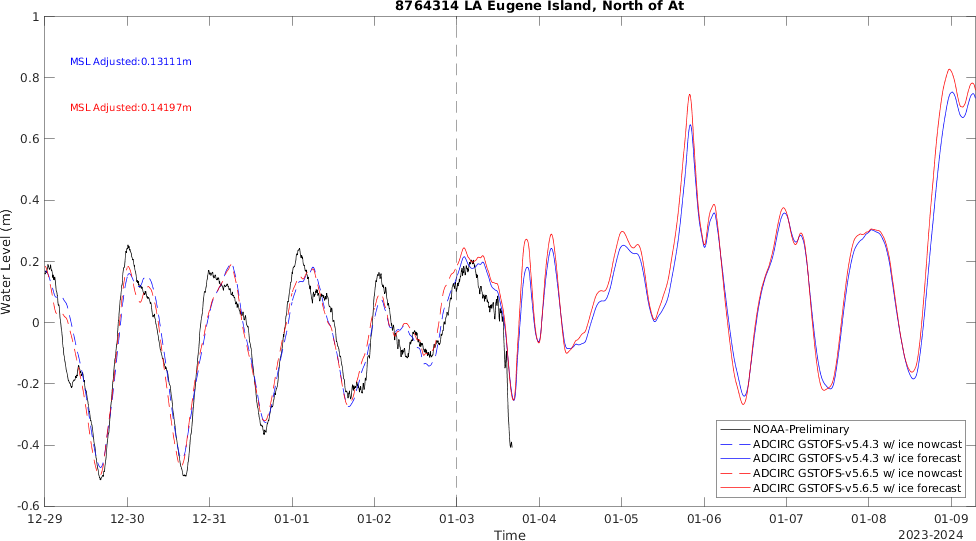 8764314 LA Eugene Island, North of At
MSL Adjusted:0.13111m
MSL Adjusted:0.14197m
Water Level (m)
1
0.8
0.6
0.4
0.2
0
-0.2
-0.4
-0.6
NOAA-Preliminary
ADCIRC GSTOFS-v5.4.3 w/ ice nowcast
ADCIRC GSTOFS-v5.4.3 w/ ice forecast
ADCIRC GSTOFS-v5.6.5 w/ ice nowcast
ADCIRC GSTOFS-v5.6.5 w/ ice forecast
12-29 12-30 12-31 01-01 01-02 01-03 01-04 01-05 01-06 01-07 01-08 01-09
Time
2023-2024